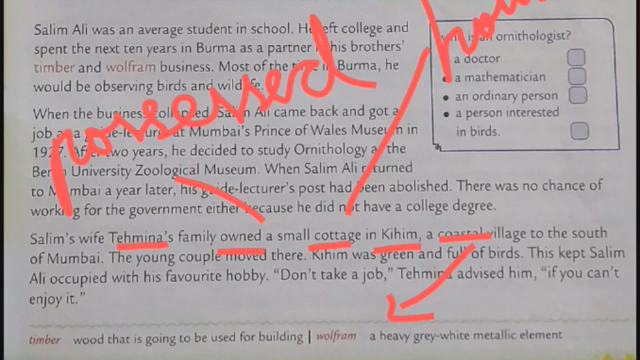 Salim Ali was an average student in school. He left college and
spent the next ten years in Burma as a partner in his brothers'
timber and wolfram business. Most of the time in Burma, he
would be observing birds and wildlife.
When the business collapsed, Salim Ali came back and got a
job as a guide-lecturer at Mumbai's Prince of Wales Museum in
1927. After two years, he decided to study Ornithology at the
Berlin University Zoological Museum. When Salim Ali returned
to Mumbai a year later, his guide-lecturer's post had been abolished. There was no chance of
working for the government either because he did not have a college degree.
Salim's wife Tehmina's family owned a small cottage in Kihim, a coastal village to the south
of Mumbai. The young couple moved there. Kihim was green and full of birds. This kept Salim
Ali occupied with his favourite hobby. "Don't take a job," Tehmina advised him, "if you can't
enjoy it."
is an ornithologist?
a doctor
• a mathematician
• an ordinary person
• a person interested
in birds.
possessed
timber wood that is going to be used for building | wolfram a heavy grey-white metallic element